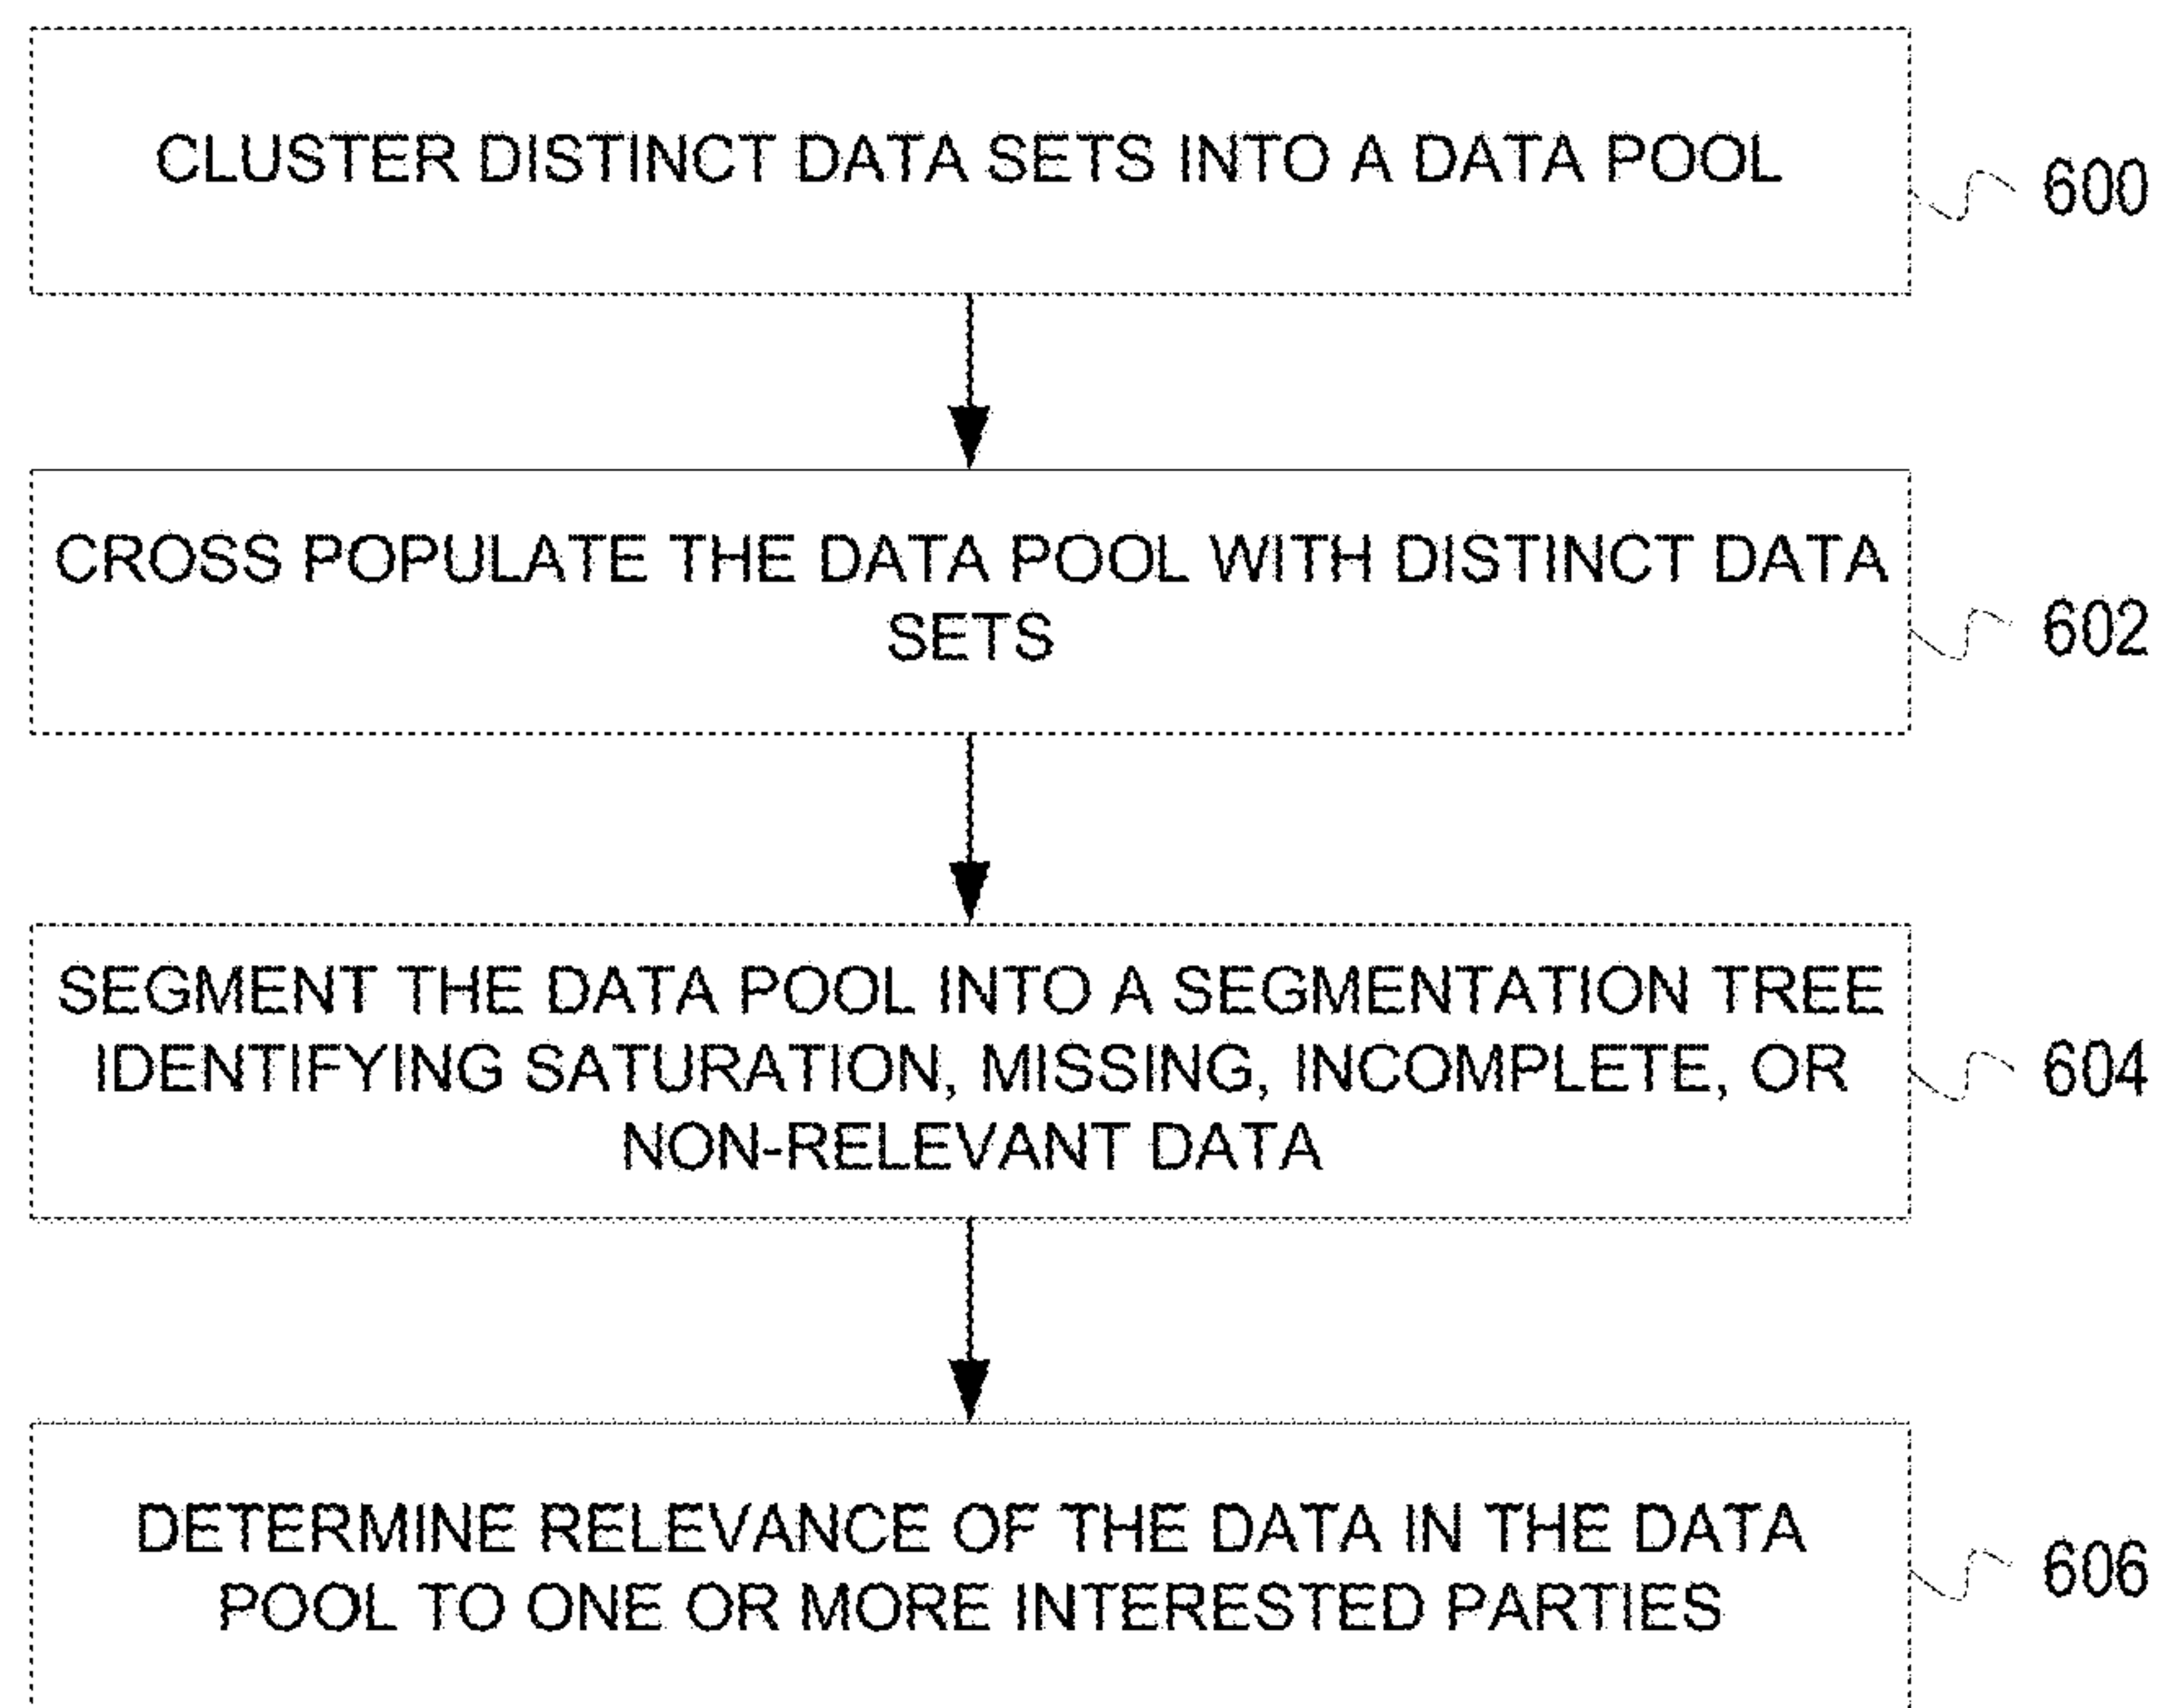 CLUSTER DISTINCT DATA SETS INTO A DATA POOL
600
CROSS POPULATE THE DATA POOL WITH DISTINCT DATA
SETS
602
SEGMENT THE DATA POOL INTO A SEGMENTATION TREE
IDENTIFYING SATURATION, MISSING, INCOMPLETE, OR
NON-RELEVANT DATA
604
DETERMINE RELEVANCE OF THE DATA IN THE DATA
POOL TO ONE OR MORE INTERESTED PARTIES
606